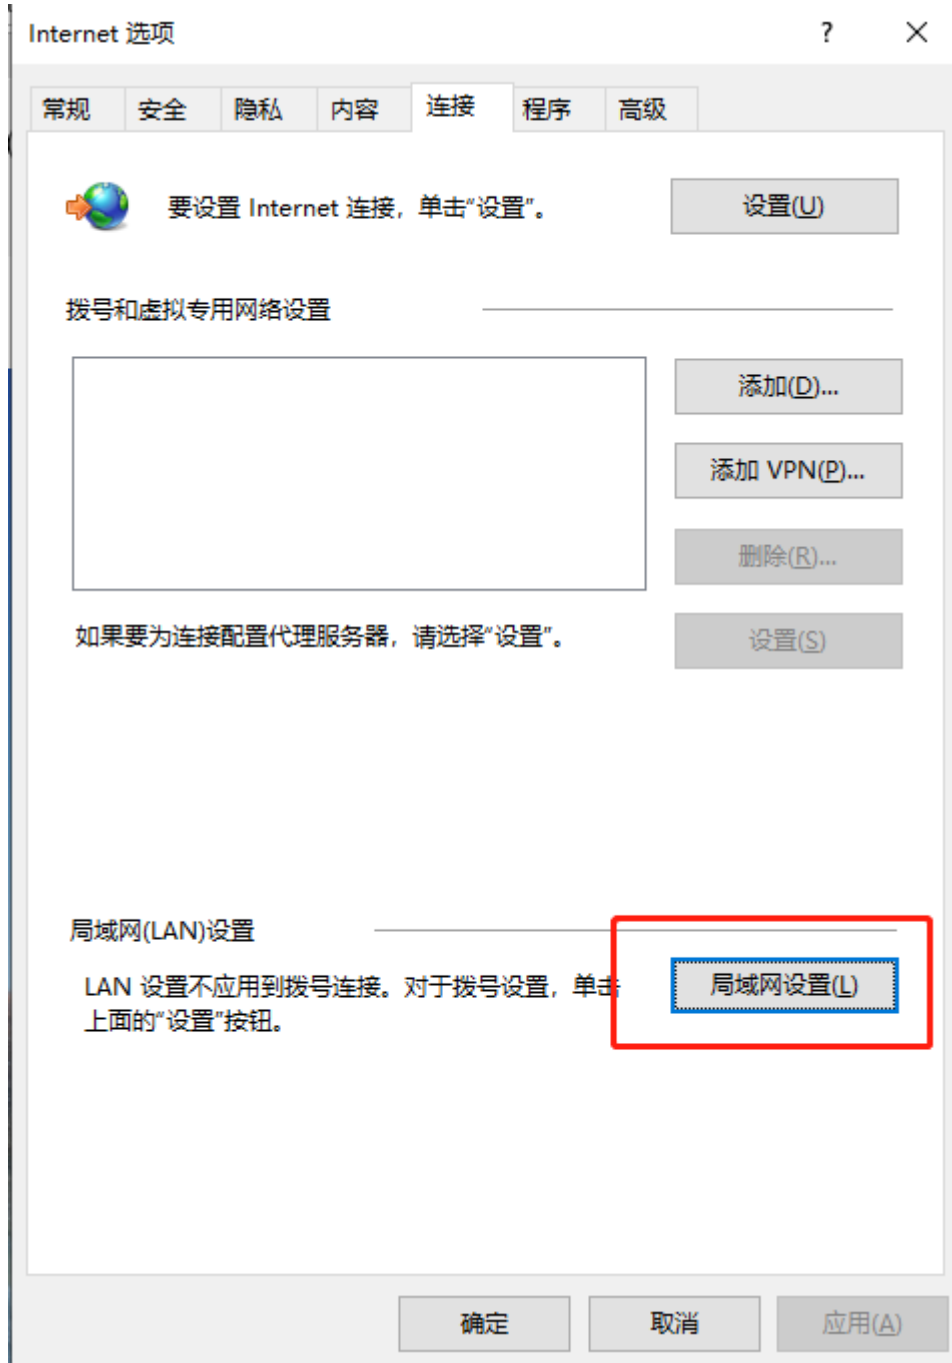 Internet 选项
?
常规 安全 隐私 内容 连接 程序 高级
要设置 Internet 连接，单击“设置”。
设置(U)
拨号和虚拟专用网络设置
添加(D)...
添加 VPN(P)...
删除(R)...
如果要为连接配置代理服务器，请选择“设置”。
设置(S)
局域网(LAN)设置
LAN 设置不应用到拨号连接。对于拨号设置，单击
上面的“设置”按钮。
局域网设置(L)
确定 取消 应用(A)